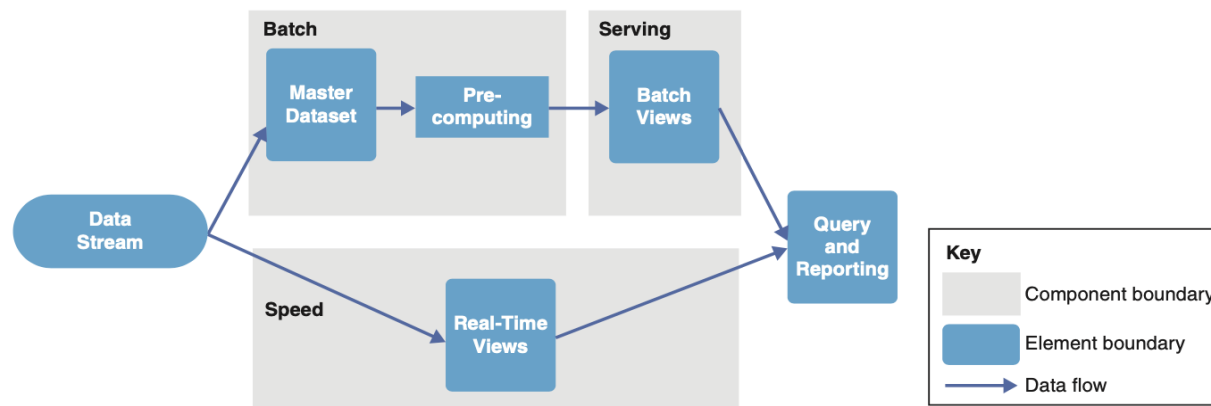 Batch
Master
Dataset
Pre-
computing
Serving
Batch
Views
Data
Stream
Speed
Real-Time
Views
Query
and
Reporting
Key
Component boundary
Element boundary
Data flow